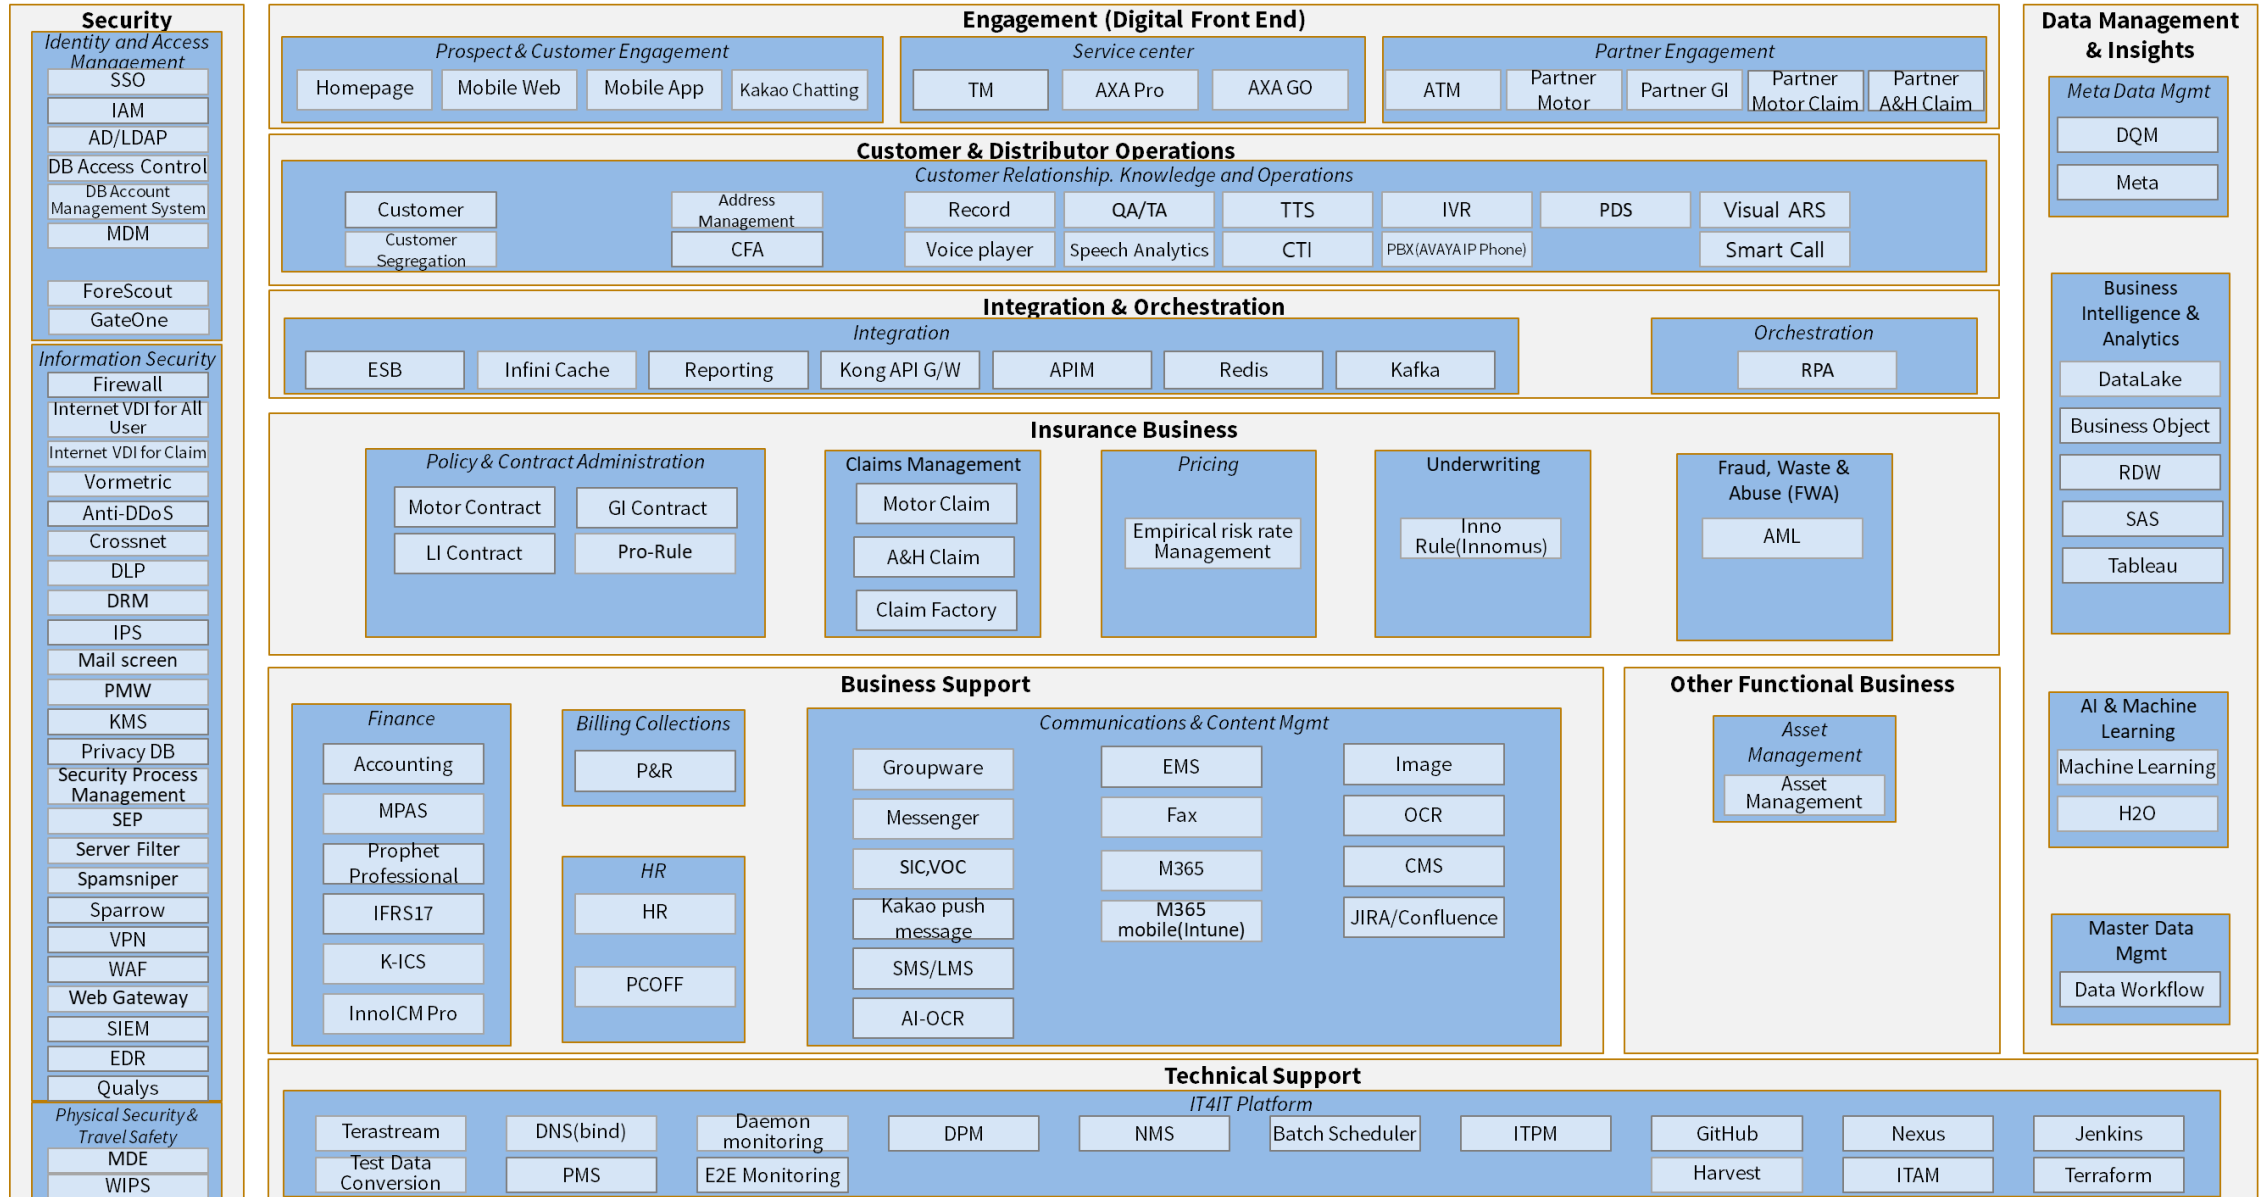 Security
Identity and Access
Management
SSO
IAM
AD/LDAP
DB Access Control
DB Account
Management System
MDM
ForeScout
GateOne
Information Security
Firewall
Internet VDI for All
User
Internet VDI for Claim
Vormetric
Anti-DDoS
Crossnet
DLP
DRM
IPS
Mail screen
PMW
KMS
Privacy DB
Security Process
Management
SEP
Server Filter
Spamsniper
Sparrow
VPN
WAF
Web Gateway
SIEM
EDR
Qualys
Physical Security &
Travel Safety
MDE
WIPS
Engagement (Digital Front End)
Prospect & Customer Engagement
Homepage
Mobile Web
Mobile App
Kakao Chatting
Service center
TM
AXA Pro
AXA GO
Partner Engagement
ATM
Partner
Motor
Partner GI
Partner
Motor Claim
Partner
A&H Claim
Customer & Distributor Operations
Customer Relationship. Knowledge and Operations
Customer
Address
Management
Record
QA/TA
TTS
IVR
PDS
Visual ARS
Customer
Segregation
CFA
Voice player
Speech Analytics
CTI
PBX(AVAYA IP Phone)
Smart Call
Integration & Orchestration
Integration
ESB
Infini Cache
Reporting
Kong API G/W
APIM
Redis
Kafka
Orchestration
RPA
Insurance Business
Policy & Contract Administration
Motor Contract
GI Contract
LI Contract
Pro-Rule
Claims Management
Motor Claim
A&H Claim
Claim Factory
Pricing
Empirical risk rate
Management
Underwriting
Inno
Rule(Innomus)
Fraud, Waste &
Abuse (FWA)
AML
Business Support
Finance
Accounting
MPAS
Prophet
Professional
IFRS17
K-ICS
InnoICM Pro
Billing Collections
P&R
HR
HR
PCOFF
Communications & Content Mgmt
Groupware
Messenger
SIC,VOC
Kakao push
message
SMS/LMS
AI-OCR
EMS
Fax
M365
M365
mobile(Intune)
Image
OCR
CMS
JIRA/Confluence
Other Functional Business
Asset
Management
Asset
Management
Technical Support
IT4IT Platform
Terastream
DNS(bind)
Daemon
monitoring
DPM
NMS
Batch Scheduler
ITPM
GitHub
Nexus
Jenkins
Test Data
Conversion
PMS
E2E Monitoring
Harvest
ITAM
Terraform
Data Management
& Insights
Meta Data Mgmt
DQM
Meta
Business
Intelligence &
Analytics
DataLake
Business Object
RDW
SAS
Tableau
AI & Machine
Learning
Machine Learning
H2O
Master Data
Mgmt
Data Workflow